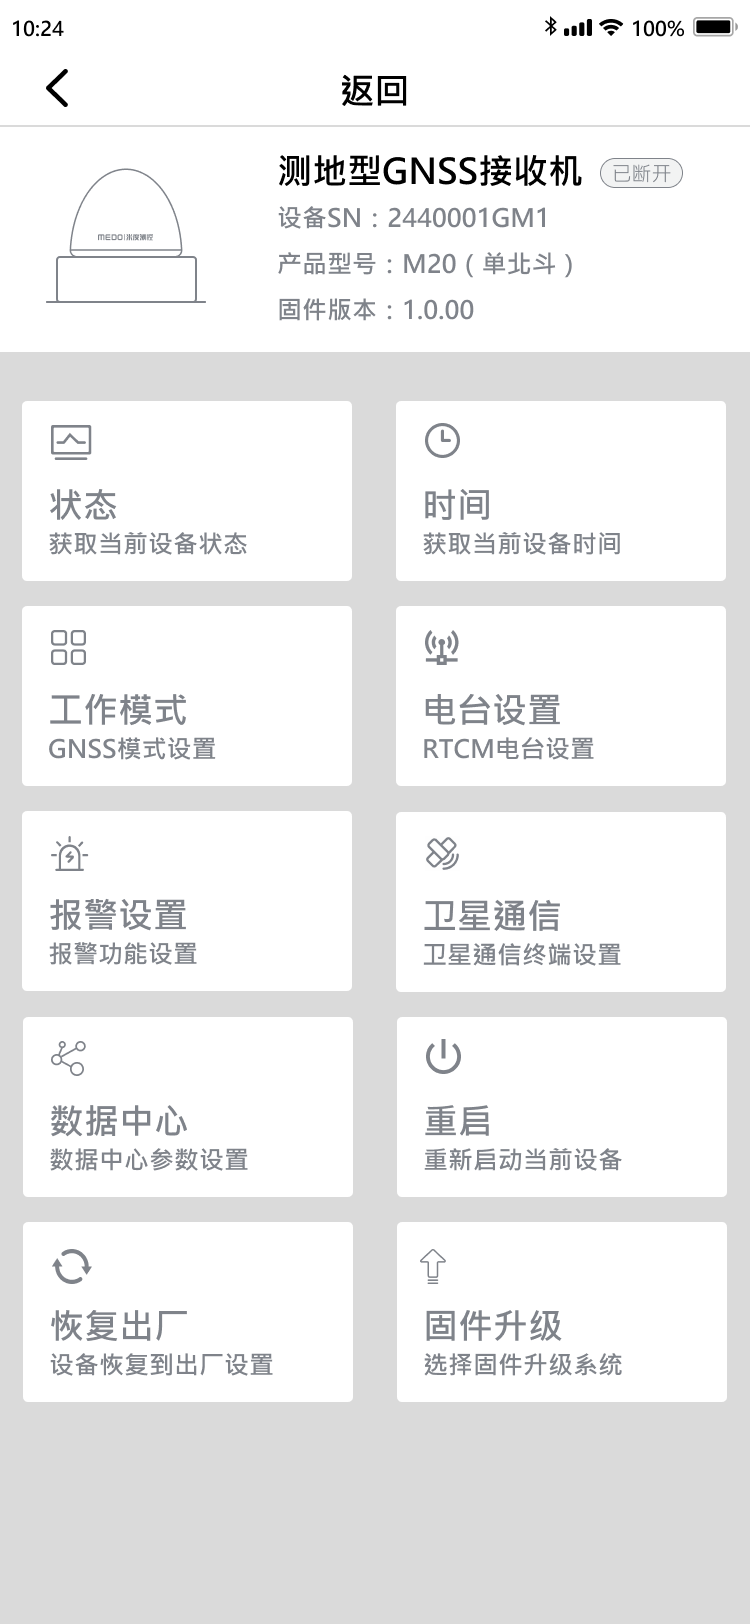 10:24
100%
返回
测地型GNSS接收机
已断开
设备SN：2440001GM1
产品型号：M20（单北斗）
固件版本：1.0.00
MEDO|米度测控
状态
获取当前设备状态
时间
获取当前设备时间
工作模式
GNSS模式设置
电台设置
RTCM电台设置
报警设置
报警功能设置
卫星通信
卫星通信终端设置
数据中心
数据中心参数设置
重启
重新启动当前设备
恢复出厂
设备恢复到出厂设置
固件升级
选择固件升级系统